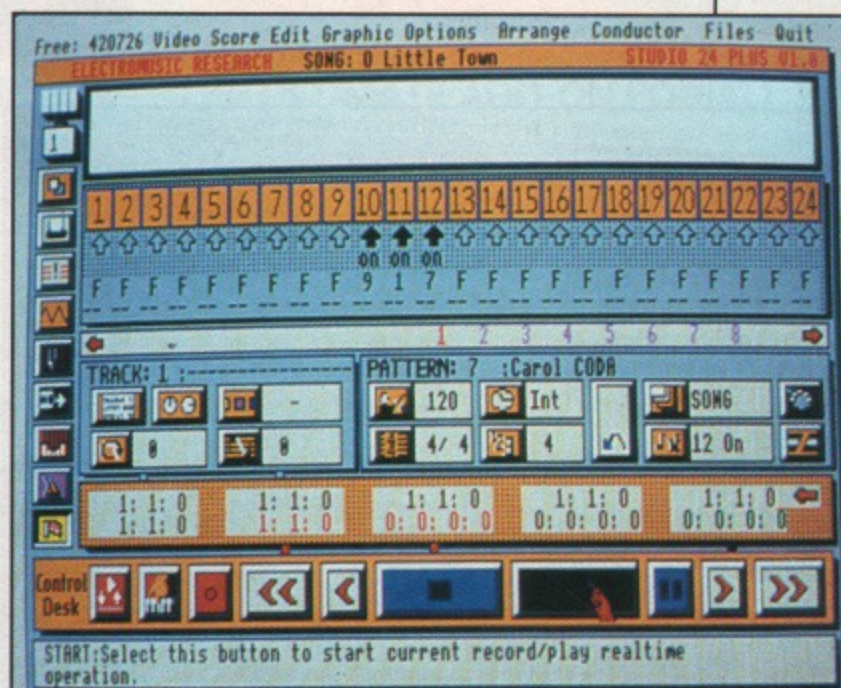 Free: 420726 Video Score Edit Graphic Options Arrange Conductor Files Quit
ELECTROMUSIC RESEARCH SONG: O Little Town STUDIO 24 PLUS V1.0
1
1 2 3 4 5 6 7 8 9 10 11 12 13 14 15 16 17 18 19 20 21 22 23 24
on on on
F F F F F F F F F 9 1 7 F F F F F F F F F F F F
-- -- -- -- -- -- -- -- -- -- -- -- -- -- -- -- -- -- -- -- -- -- -- --
1 2 3 4 5 6 7 8
TRACK: 1 :---------------- PATTERN: 7 :Carol CODA
- 120 Int SONG
0 0 4/ 4 4 12 On
1: 1: 0 1: 1: 0 1: 1: 0 1: 1: 0 1: 1: 0
1: 1: 0 1: 1: 0 0: 0: 0: 0 0: 0: 0: 0 0: 0: 0: 0
Control
Desk
START:Select this button to start current record/play realtime
operation.